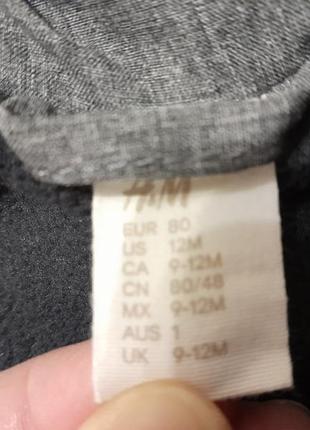 H&M
EUR 80
US 12M
CA 9-12M
CN 80/48
MX 9-12M
AUS 1
UK 9-12M